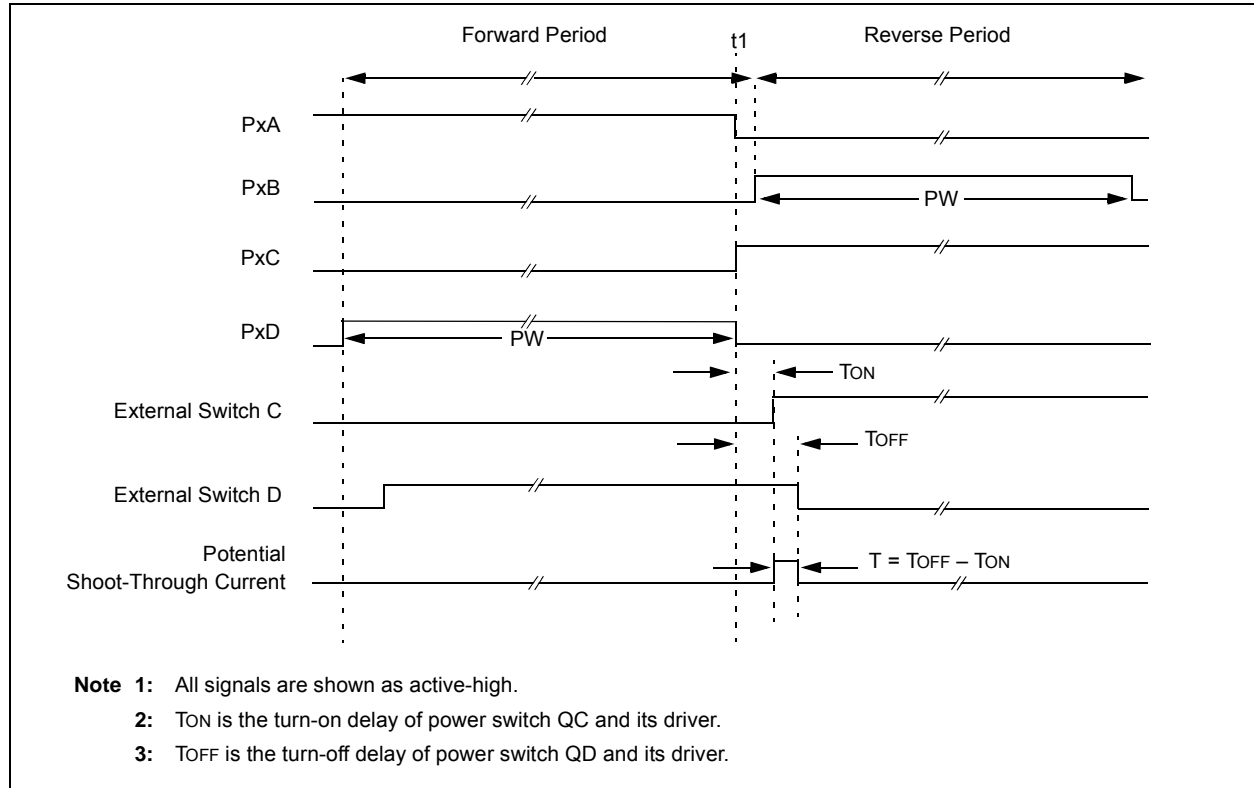 Forward Period
t1
Reverse Period
PxA
PxB
PW
PxC
PxD
PW
TON
External Switch C
TOFF
External Switch D
Potential
Shoot-Through Current
T = TOFF – TON
Note 1: All signals are shown as active-high.
2: TON is the turn-on delay of power switch QC and its driver.
3: TOFF is the turn-off delay of power switch QD and its driver.